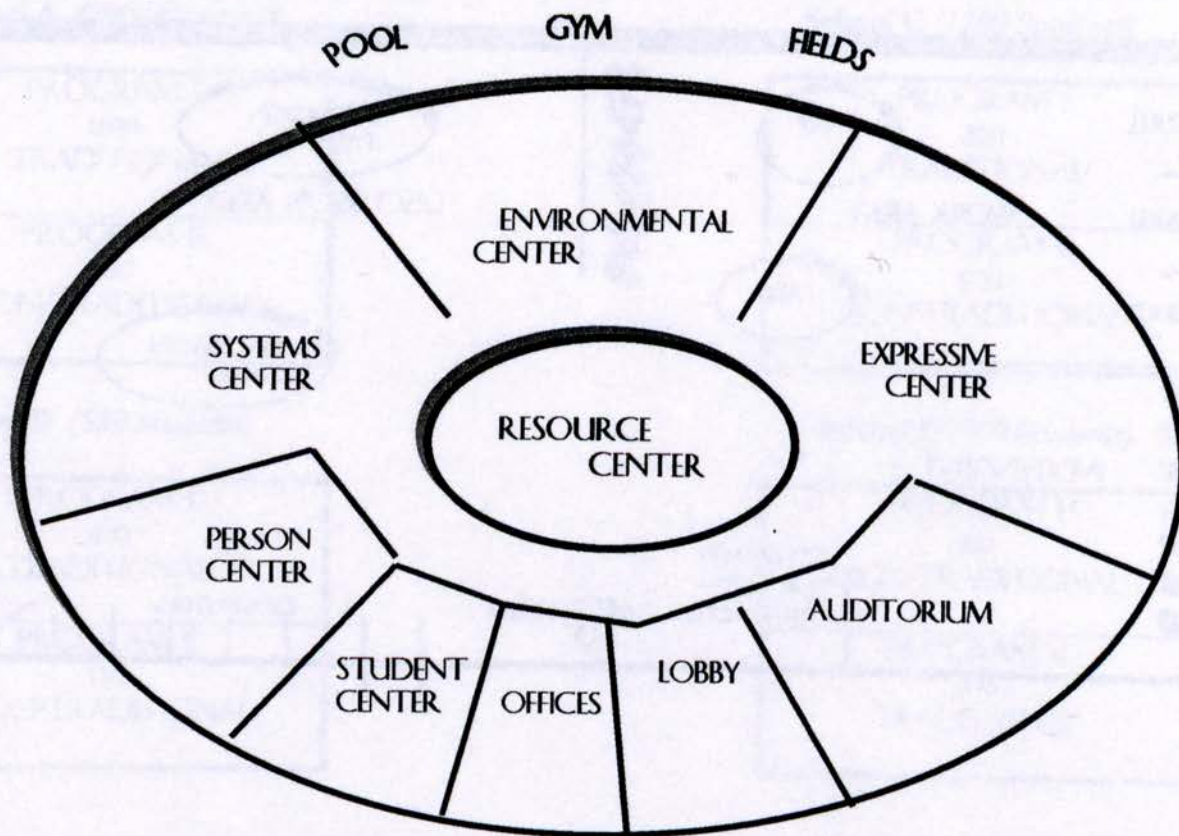 POOL
GYM
FIELDS
ENVIRONMENTAL
CENTER
SYSTEMS
CENTER
EXPRESSIVE
CENTER
RESOURCE
CENTER
PERSON
CENTER
AUDITORIUM
STUDENT
CENTER
OFFICES
LOBBY